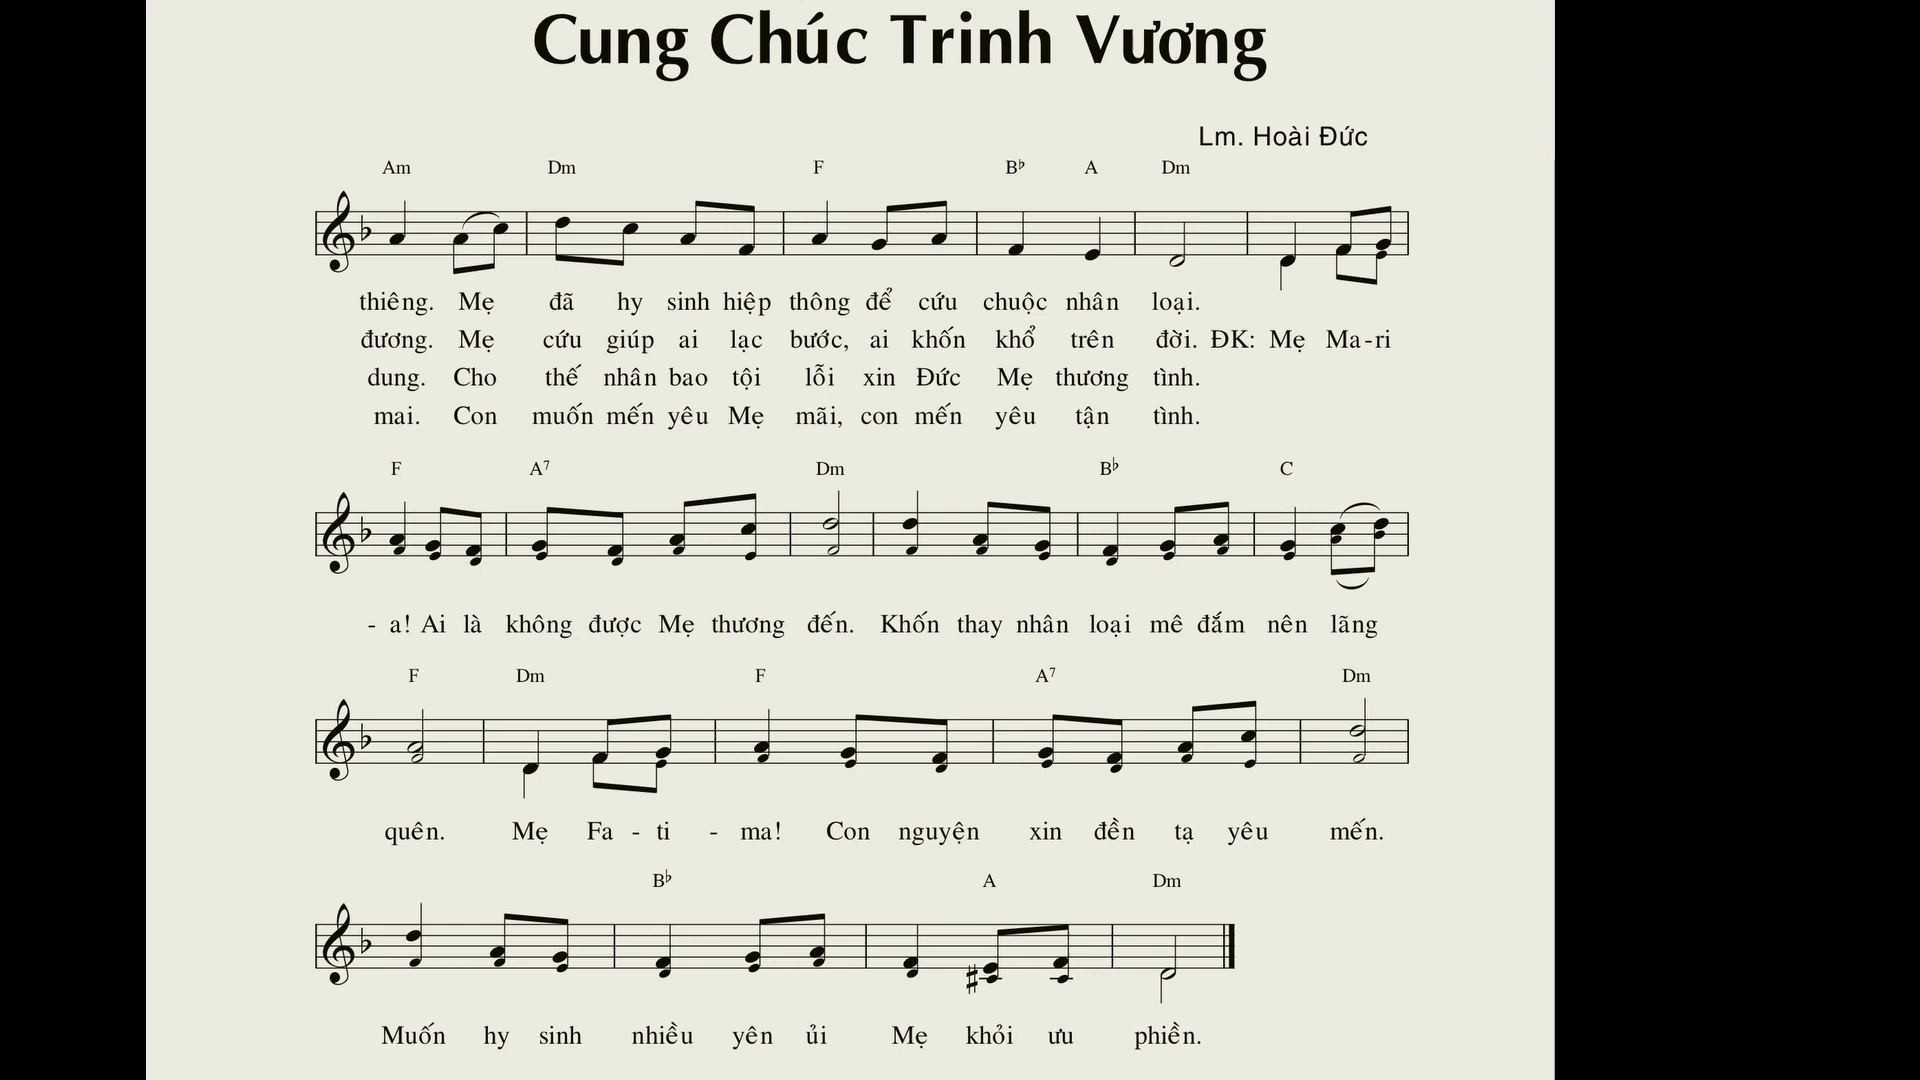 Cung Chúc Trinh Vương
Lm. Hoài Đức
Am Dm F B♭ A Dm
thiêng. Mẹ đã hy sinh hiệp thông để cứu chuộc nhân loại.
đương. Mẹ cứu giúp ai lạc bước, ai khốn khổ trên đời. ĐK: Mẹ Ma-ri
dung. Cho thế nhân bao tội lỗi xin Đức Mẹ thương tình.
mai. Con muốn mến yêu Mẹ mãi, con mến yêu tận tình.
F A7 Dm B♭ C
- a! Ai là không được Mẹ thương đến. Khốn thay nhân loại mê đắm nên lãng
F Dm F A7 Dm
quên. Mẹ Fa - ti - ma! Con nguyện xin đền tạ yêu mến.
B♭ A Dm
Muốn hy sinh nhiều yên ủi Mẹ khỏi ưu phiền.